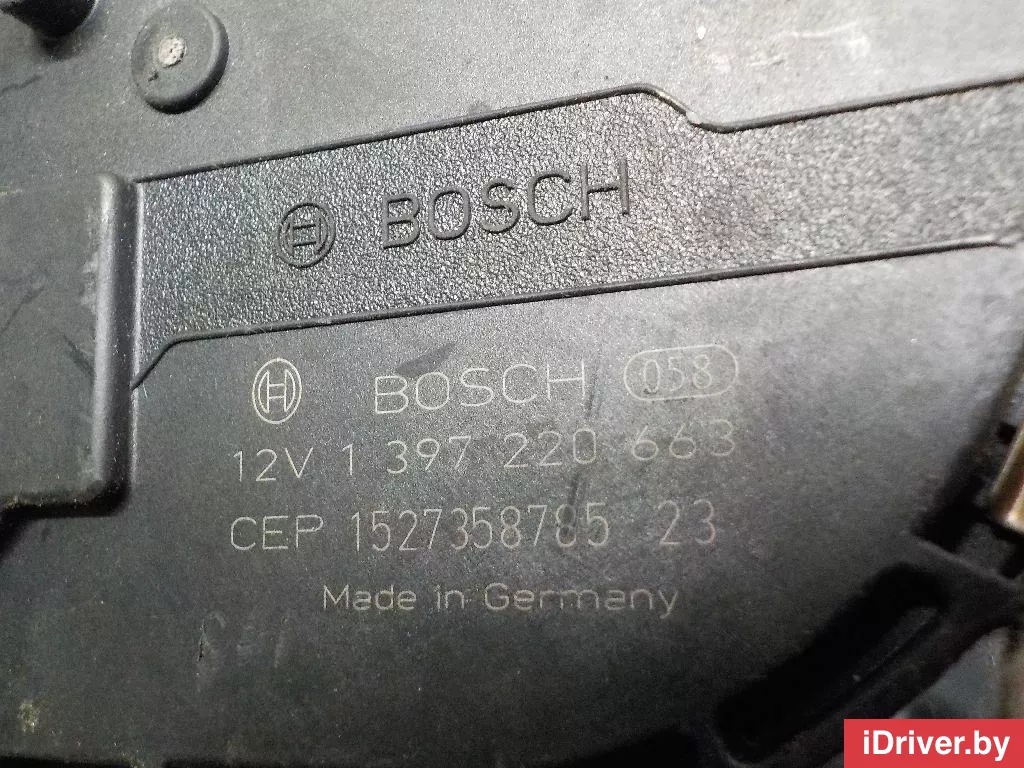 BOSCH
BOSCH 058
12V 1 397 220 663
CEP 1527358785 23
Made in Germany
iDriver.by